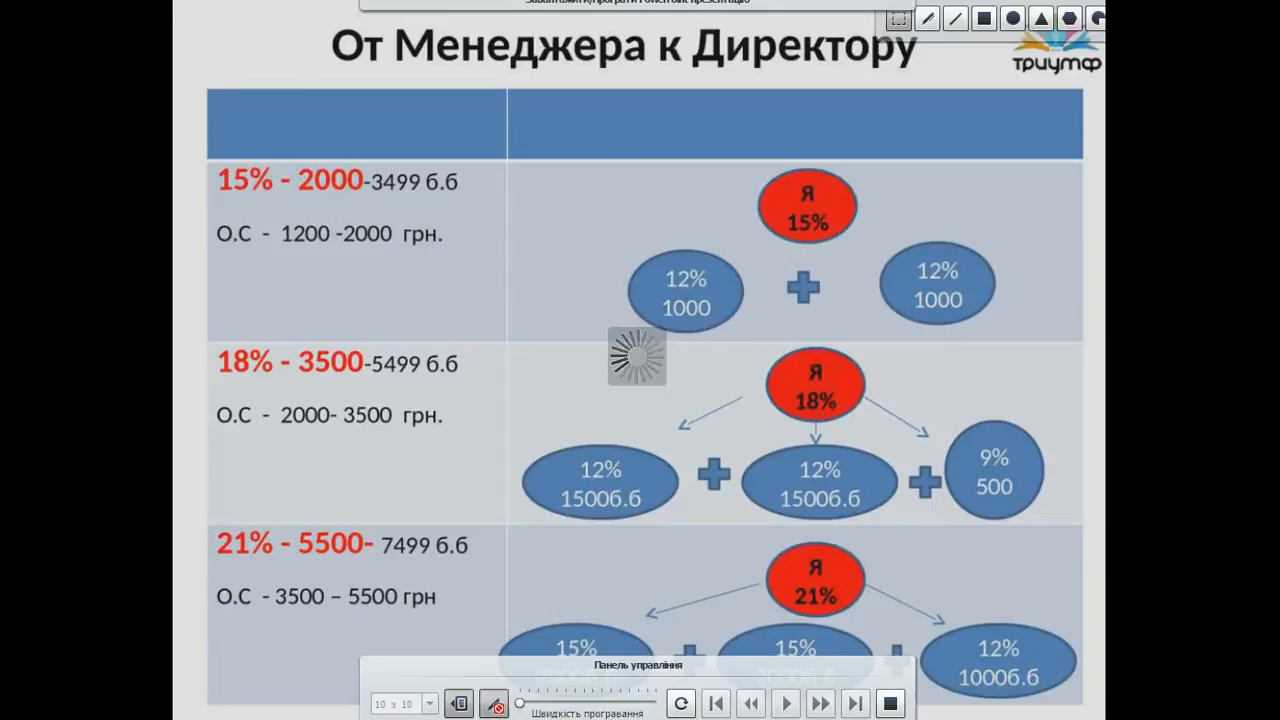 От Менеджера к Директору
триумф
15% - 2000-3499 б.б
О.С - 1200 -2000 грн.
Я
15%
12%
1000
12%
1000
18% - 3500-5499 б.б
О.С - 2000- 3500 грн.
Я
18%
12%
1500б.б
12%
1500б.б
9%
500
21% - 5500- 7499 б.б
О.С - 3500 – 5500 грн
Я
21%
15%
15%
12%
1000б.б
Панель управління
10 з 10
Швидкість програвання